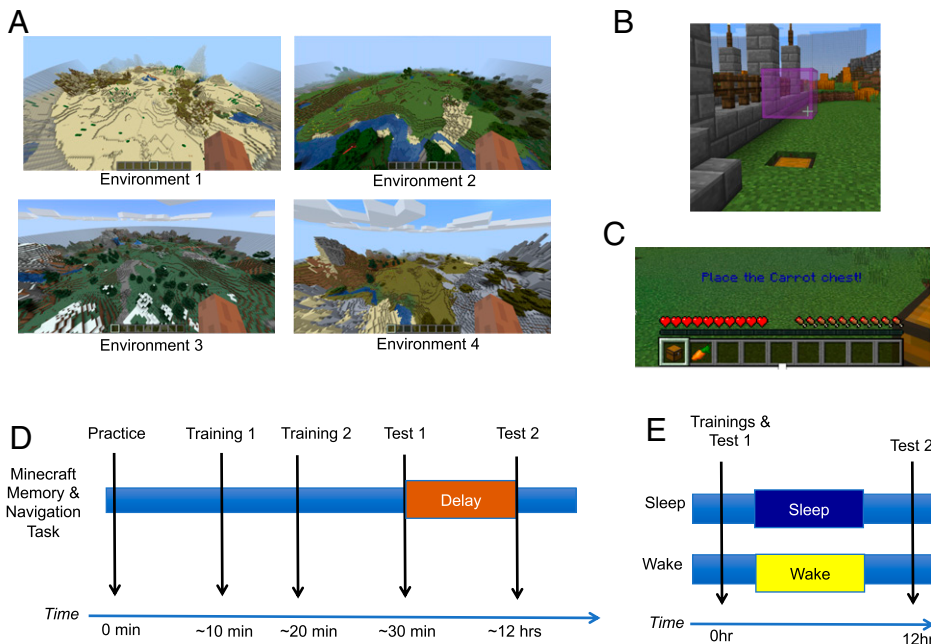 A
Environment 1
Environment 2
Environment 3
Environment 4
B
C
Place the Carrot chest!
D
Practice
Training 1
Training 2
Test 1
Test 2
Minecraft
Memory &
Navigation
Task
Delay
Time
0 min
~10 min
~20 min
~30 min
~12 hrs
E
Trainings &
Test 1
Test 2
Sleep
Sleep
Wake
Wake
Time
0hr
12hr